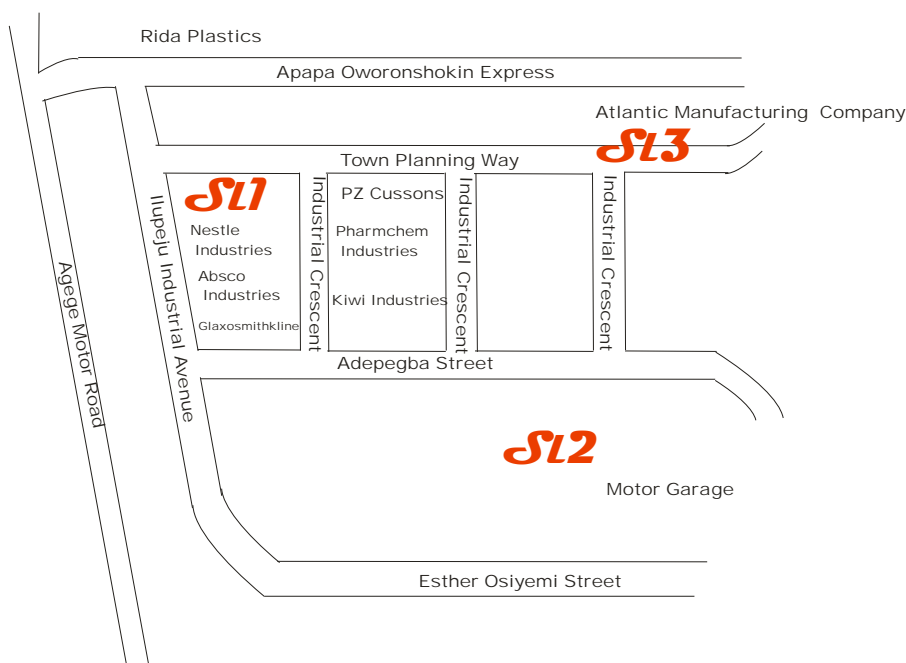 Rida Plastics
Apapa Oworonshokin Express
Atlantic Manufacturing Company
SL3
Town Planning Way
SL1
PZ Cussons
Nestle
Industries
Pharmchem
Industries
Absco
Industries
Kiwi Industries
Glaxosmithkline
Industrial Crescent
Industrial Crescent
Industrial Crescent
Ilupeju Industrial Avenue
Agege Motor Road
Adepegba Street
SL2
Motor Garage
Esther Osiyemi Street